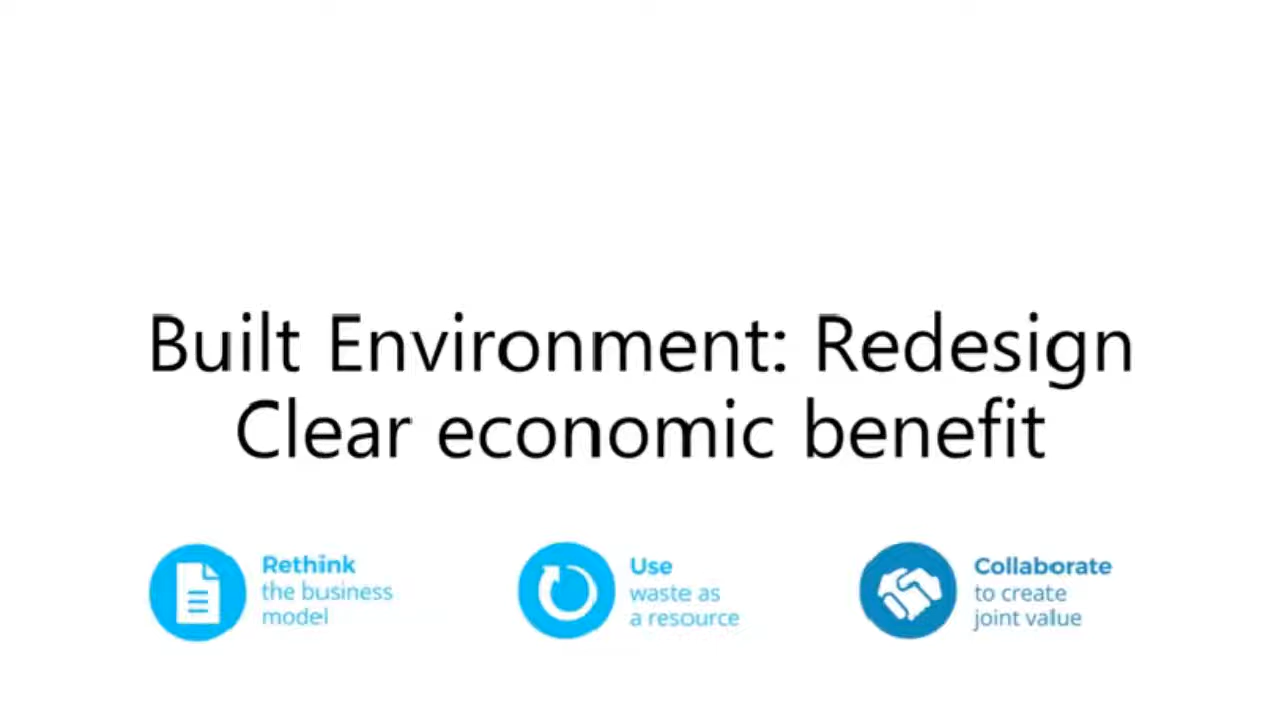 Built Environment: Redesign
Clear economic benefit
Rethink
the business
model
Use
waste as
a resource
Collaborate
to create
joint value